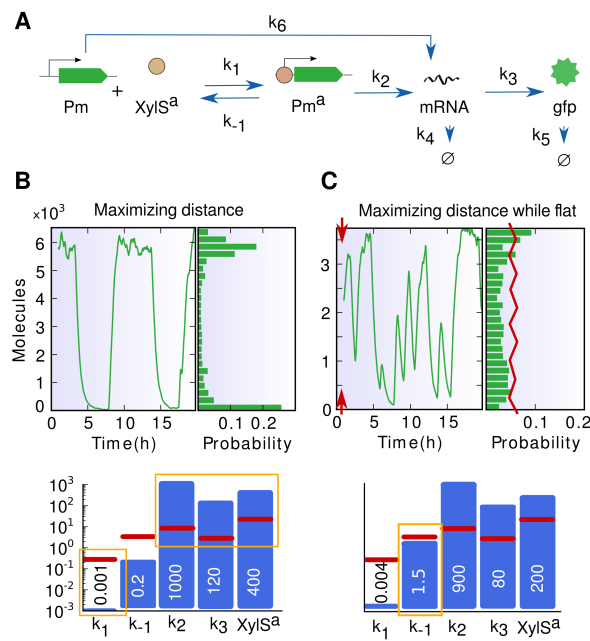 A
k6
k1
k2
k3
Pm
+
XylSa
k-1
Pma
mRNA
gfp
k4
k5
∅
∅
B
C
×10³
Maximizing distance
Maximizing distance while flat
Molecules
6
5
4
3
2
1
0
0 5 10 15
Time(h)
0.1 0.2
Probability
3
2
1
0
0 5 10 15
Time(h)
0.1 0.2
Probability
10³
10²
10¹
10⁰
10⁻¹
10⁻²
10⁻³
0.001
0.2
1000
120
400
k1 k-1 k2 k3 XylSa
0.004
1.5
900
80
200
k1 k-1 k2 k3 XylSa